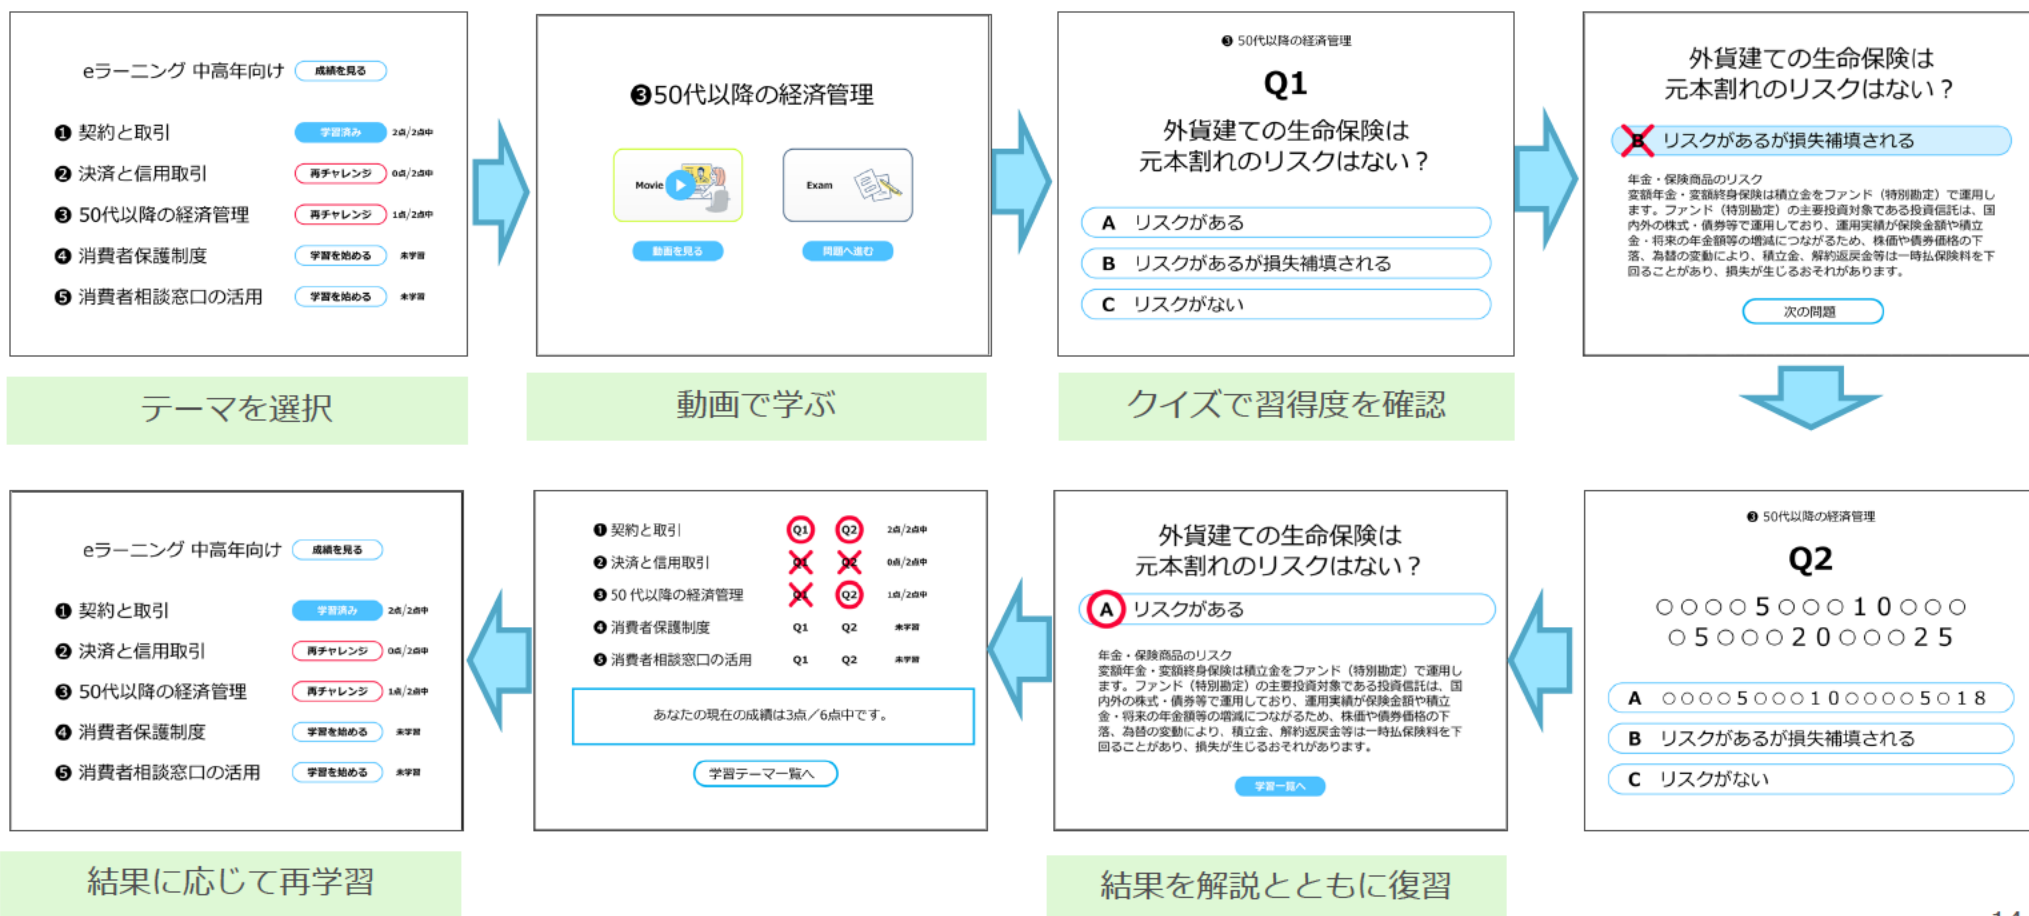 eラーニング 中高年向け 成績を見る
❶ 契約と取引 学習済み 2点/2点中
❷ 決済と信用取引 再チャレンジ 0点/2点中
❸ 50代以降の経済管理 再チャレンジ 1点/2点中
❹ 消費者保護制度 学習を始める 未学習
❺ 消費者相談窓口の活用 学習を始める 未学習
テーマを選択
❸50代以降の経済管理
Movie
Exam
動画を見る
問題へ進む
動画で学ぶ
❸ 50代以降の経済管理
Q1
外貨建ての生命保険は
元本割れのリスクはない？
A リスクがある
B リスクがあるが損失補填される
C リスクがない
クイズで習得度を確認
外貨建ての生命保険は
元本割れのリスクはない？
B リスクがあるが損失補填される
年金・保険商品のリスク
変額年金・変額終身保険は積立金をファンド（特別勘定）で運用し
ます。ファンド（特別勘定）の主要投資対象である投資信託は、国
内外の株式・債券等で運用しており、運用実績が保険金額や積立
金・将来の年金額等の増減につながるため、株価や債券価格の下
落、為替の変動により、積立金、解約返戻金等は一時払保険料を下
回ることがあり、損失が生じるおそれがあります。
次の問題
❸ 50代以降の経済管理
Q2
○○○○５○○○１０○○○
○５○○○２０○○○２５
A ○○○○５○○○１０○○○○５○１８
B リスクがあるが損失補填される
C リスクがない
外貨建ての生命保険は
元本割れのリスクはない？
A リスクがある
年金・保険商品のリスク
変額年金・変額終身保険は積立金をファンド（特別勘定）で運用し
ます。ファンド（特別勘定）の主要投資対象である投資信託は、国
内外の株式・債券等で運用しており、運用実績が保険金額や積立
金・将来の年金額等の増減につながるため、株価や債券価格の下
落、為替の変動により、積立金、解約返戻金等は一時払保険料を下
回ることがあり、損失が生じるおそれがあります。
学習一覧へ
結果を解説とともに復習
❶ 契約と取引 Q1 Q2 2点/2点中
❷ 決済と信用取引 Q1 Q2 0点/2点中
❸ 50 代以降の経済管理 Q1 Q2 1点/2点中
❹ 消費者保護制度 Q1 Q2 未学習
❺ 消費者相談窓口の活用 Q1 Q2 未学習
あなたの現在の成績は3点／6点中です。
学習テーマ一覧へ
eラーニング 中高年向け 成績を見る
❶ 契約と取引 学習済み 2点/2点中
❷ 決済と信用取引 再チャレンジ 0点/2点中
❸ 50代以降の経済管理 再チャレンジ 1点/2点中
❹ 消費者保護制度 学習を始める 未学習
❺ 消費者相談窓口の活用 学習を始める 未学習
結果に応じて再学習